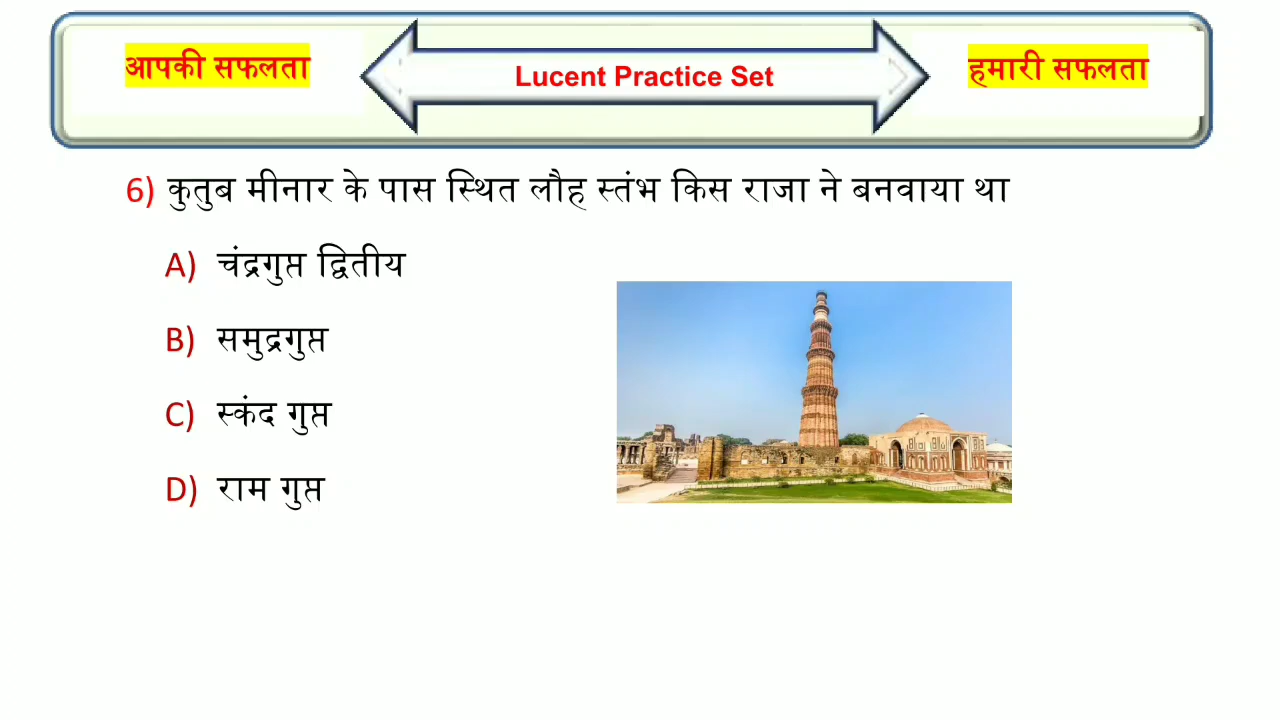 आपकी सफलता
Lucent Practice Set
हमारी सफलता
6) कुतुब मीनार के पास स्थित लौह स्तंभ किस राजा ने बनवाया था
A) चंद्रगुप्त द्वितीय
B) समुद्रगुप्त
C) स्कंद गुप्त
D) राम गुप्त